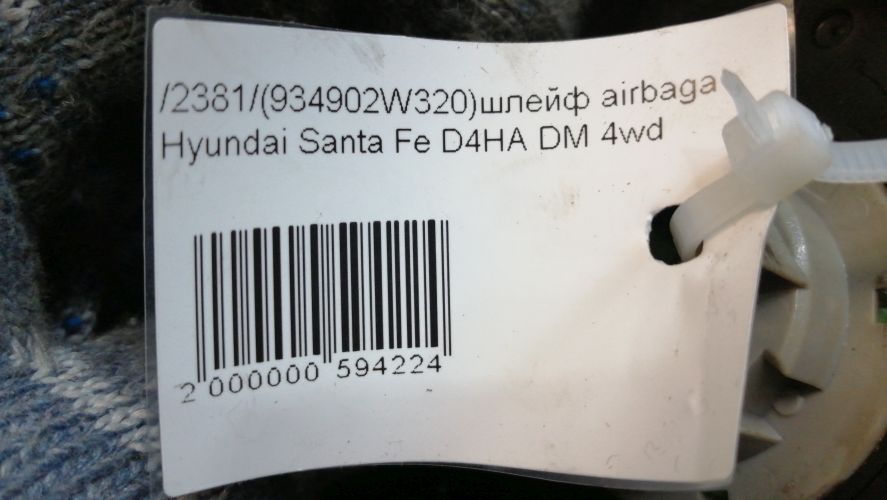 /2381/(934902W320)шлейф airbaga
Hyundai Santa Fe D4HA DM 4wd
2 000000 594224